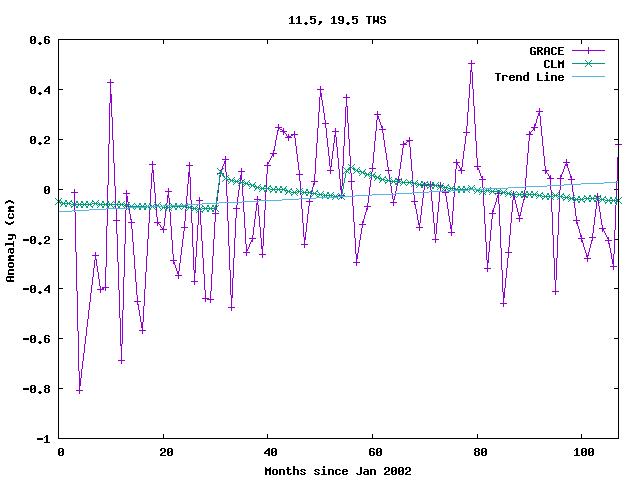 11.5, 19.5 TWS
GRACE
CLM
Trend Line
0.6
0.4
0.2
0
-0.2
-0.4
-0.6
-0.8
-1
Anomaly (cm)
0 20 40 60 80 100
Months since Jan 2002